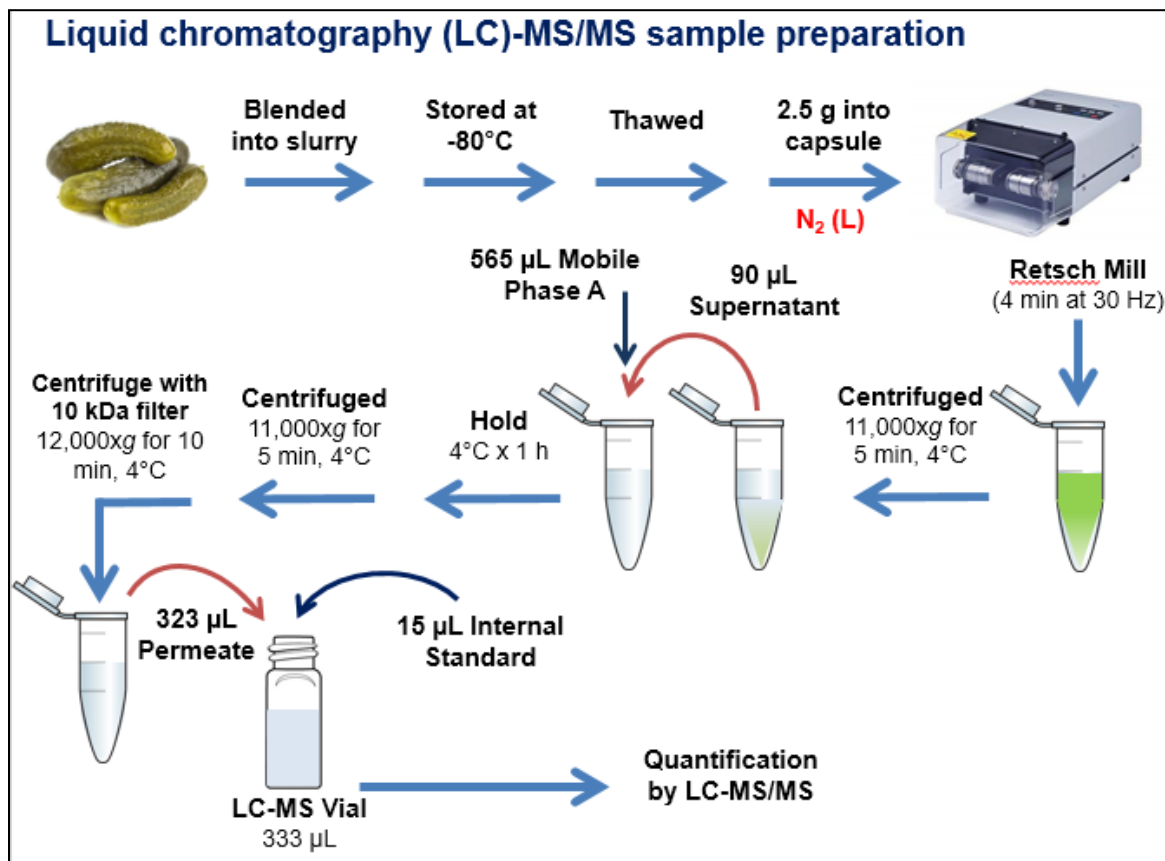 Liquid chromatography (LC)-MS/MS sample preparation
Blended
into slurry
Stored at
-80°C
Thawed
2.5 g into
capsule
N₂ (L)
Retsch Mill
(4 min at 30 Hz)
565 µL Mobile
Phase A
90 µL
Supernatant
Centrifuged
11,000xg for
5 min, 4°C
Hold
4°C x 1 h
Centrifuged
11,000xg for
5 min, 4°C
Centrifuge with
10 kDa filter
12,000xg for 10
min, 4°C
323 µL
Permeate
15 µL Internal
Standard
LC-MS Vial
333 µL
Quantification
by LC-MS/MS